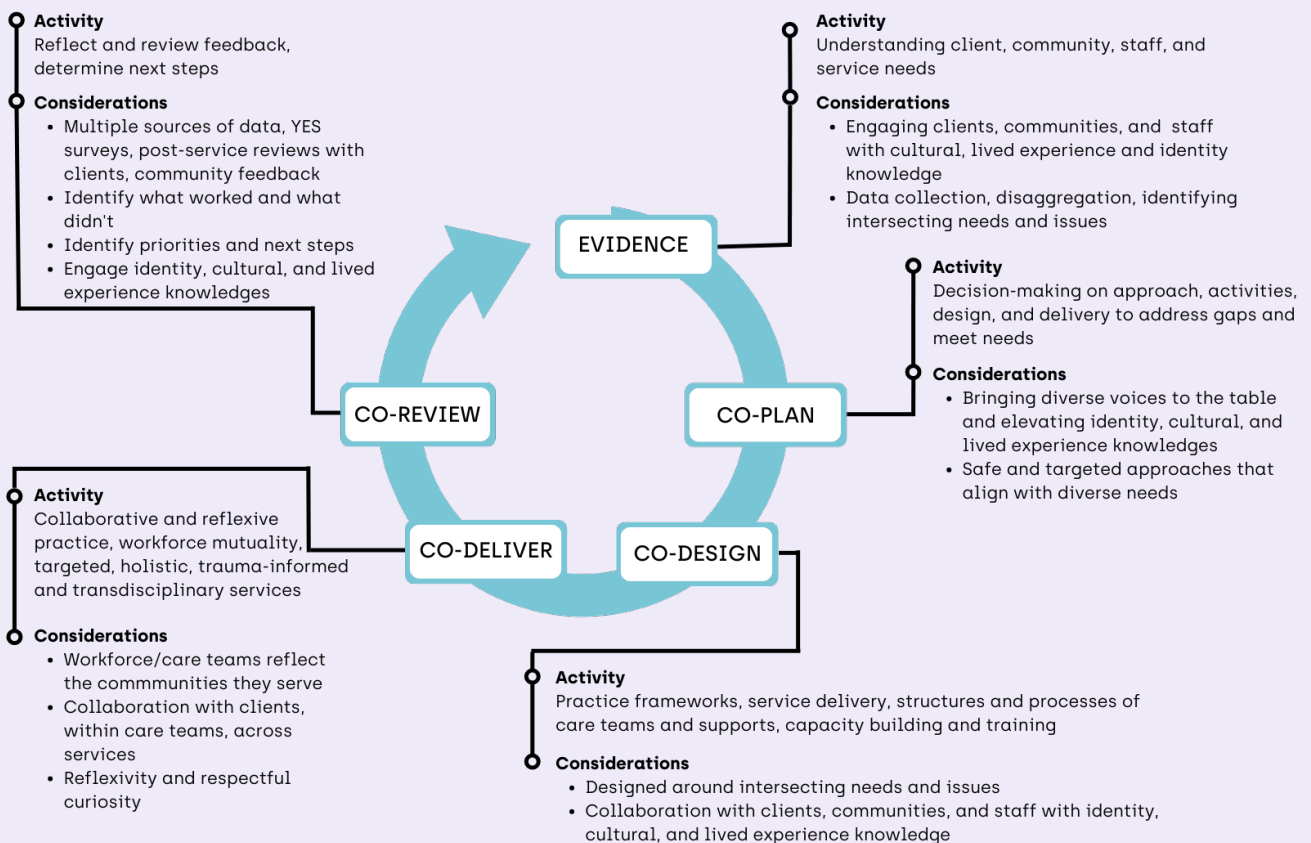 Activity
Reflect and review feedback,
determine next steps
Considerations
• Multiple sources of data, YES
surveys, post-service reviews with
clients, community feedback
• Identify what worked and what
didn't
• Identify priorities and next steps
• Engage identity, cultural, and lived
experience knowledges
Activity
Understanding client, community, staff, and
service needs
Considerations
• Engaging clients, communities, and staff
with cultural, lived experience and identity
knowledge
• Data collection, disaggregation, identifying
intersecting needs and issues
EVIDENCE
Activity
Decision-making on approach, activities,
design, and delivery to address gaps and
meet needs
Considerations
• Bringing diverse voices to the table
and elevating identity, cultural, and
lived experience knowledges
• Safe and targeted approaches that
align with diverse needs
CO-REVIEW
CO-PLAN
CO-DELIVER
CO-DESIGN
Activity
Collaborative and reflexive
practice, workforce mutuality,
targeted, holistic, trauma-informed
and transdisciplinary services
Considerations
• Workforce/care teams reflect
the commmunities they serve
• Collaboration with clients,
within care teams, across
services
• Reflexivity and respectful
curiosity
Activity
Practice frameworks, service delivery, structures and processes of
care teams and supports, capacity building and training
Considerations
• Designed around intersecting needs and issues
• Collaboration with clients, communities, and staff with identity,
cultural, and lived experience knowledge